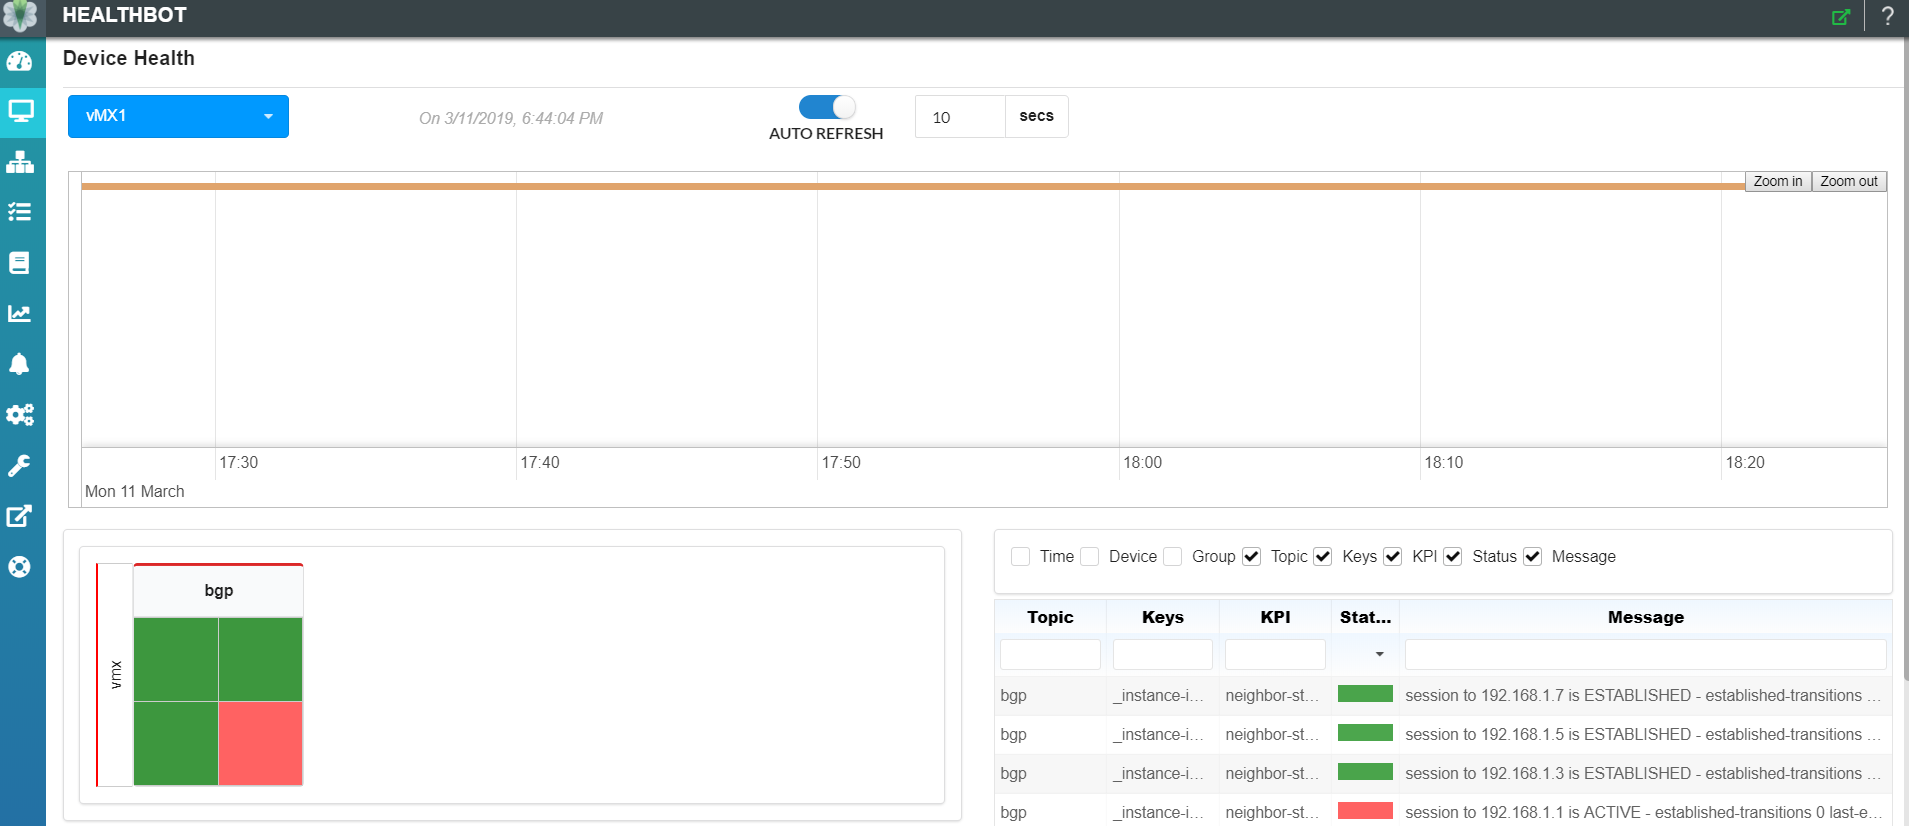 HEALTHBOT
?
Device Health
vMX1
On 3/11/2019, 6:44:04 PM
AUTO REFRESH
10
secs
Zoom in
Zoom out
17:30
17:40
17:50
18:00
18:10
18:20
Mon 11 March
bgp
vmx
Time Device Group Topic Keys KPI Status Message
Topic Keys KPI Stat... Message
bgp _instance-i... neighbor-st... session to 192.168.1.7 is ESTABLISHED - established-transitions ...
bgp _instance-i... neighbor-st... session to 192.168.1.5 is ESTABLISHED - established-transitions ...
bgp _instance-i... neighbor-st... session to 192.168.1.3 is ESTABLISHED - established-transitions ...
bgp _instance-i... neighbor-st... session to 192.168.1.1 is ACTIVE - established-transitions 0 last-e...